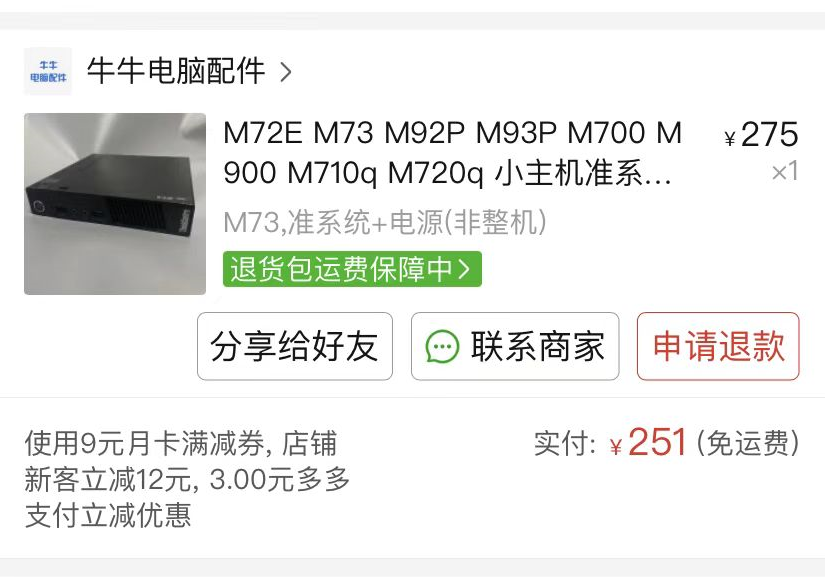 牛牛
电脑配件
牛牛电脑配件
M72E M73 M92P M93P M700 M
900 M710q M720q 小主机准系...
¥275
×1
M73,准系统+电源(非整机)
退货包运费保障中
分享给好友
联系商家
申请退款
使用9元月卡满减券, 店铺
新客立减12元, 3.00元多多
支付立减优惠
实付: ¥251 (免运费)